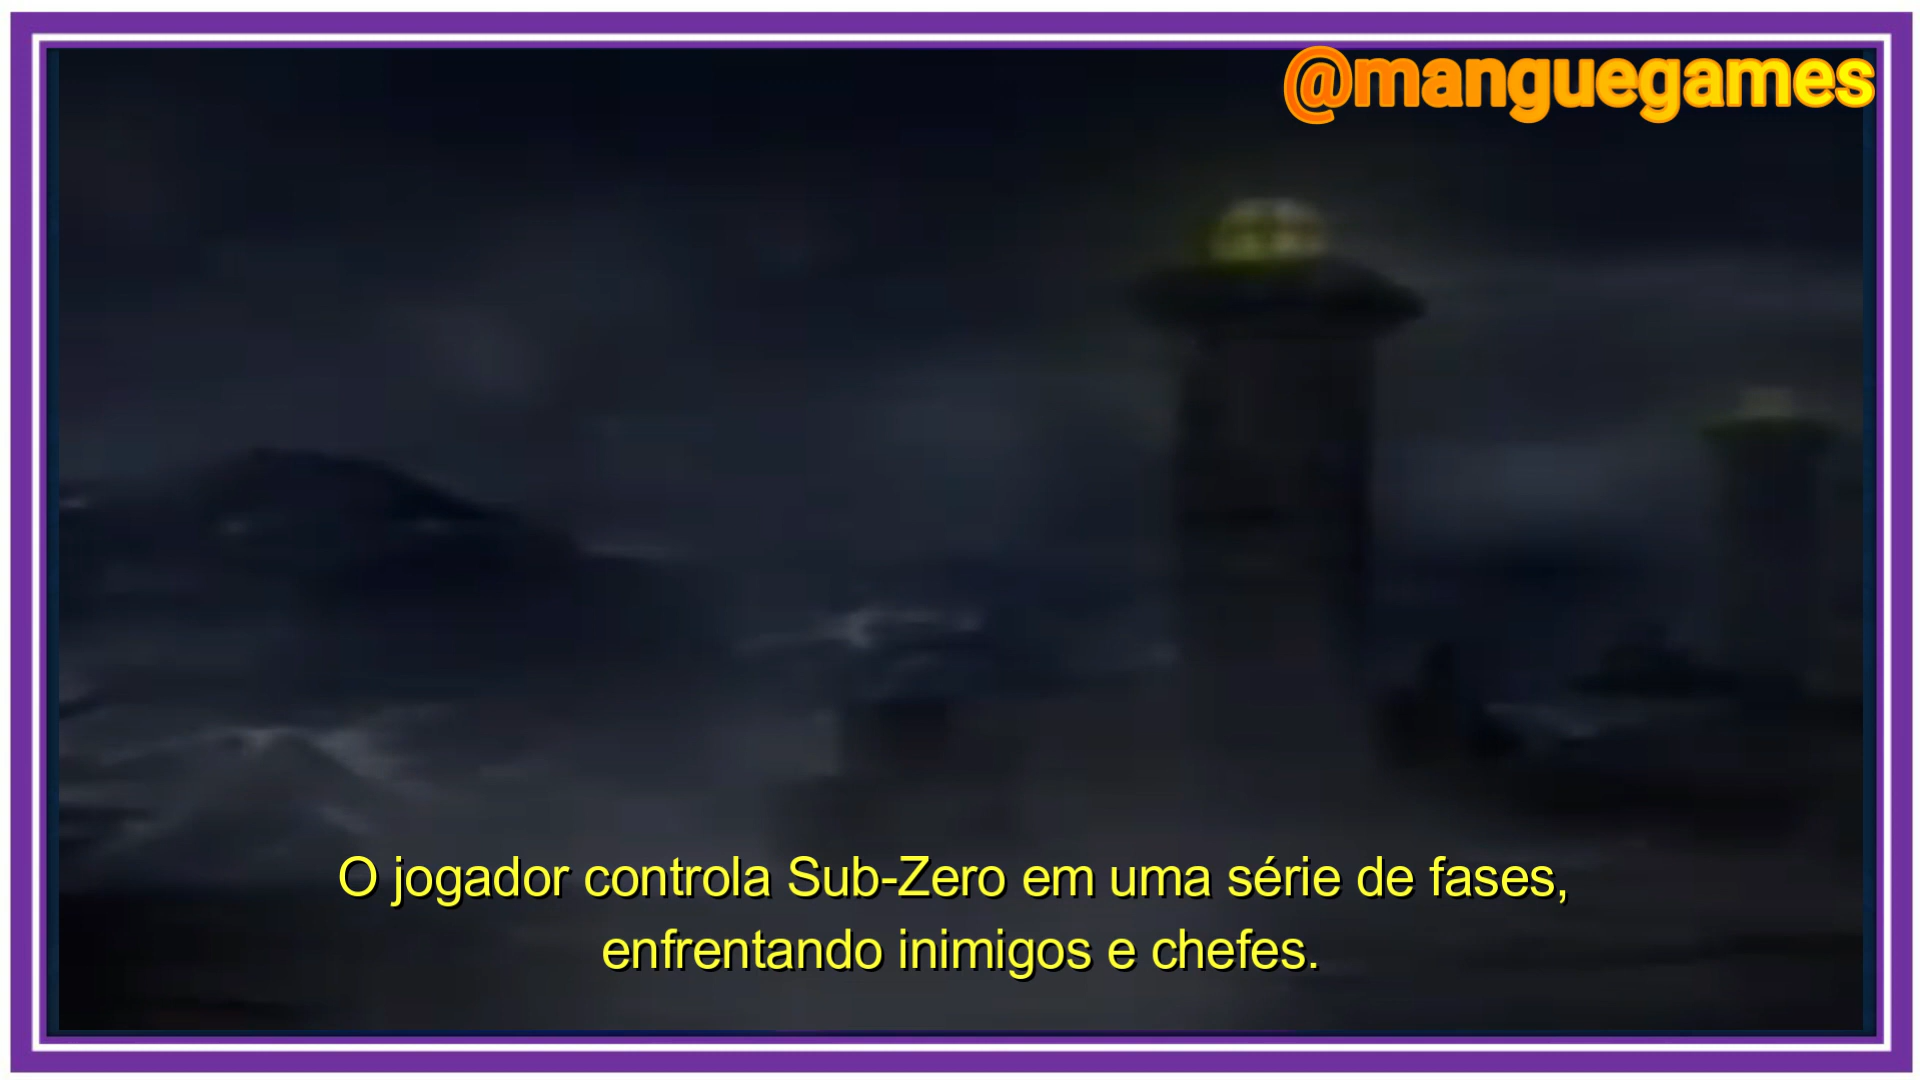 @manguegames
O jogador controla Sub-Zero em uma série de fases,
enfrentando inimigos e chefes.